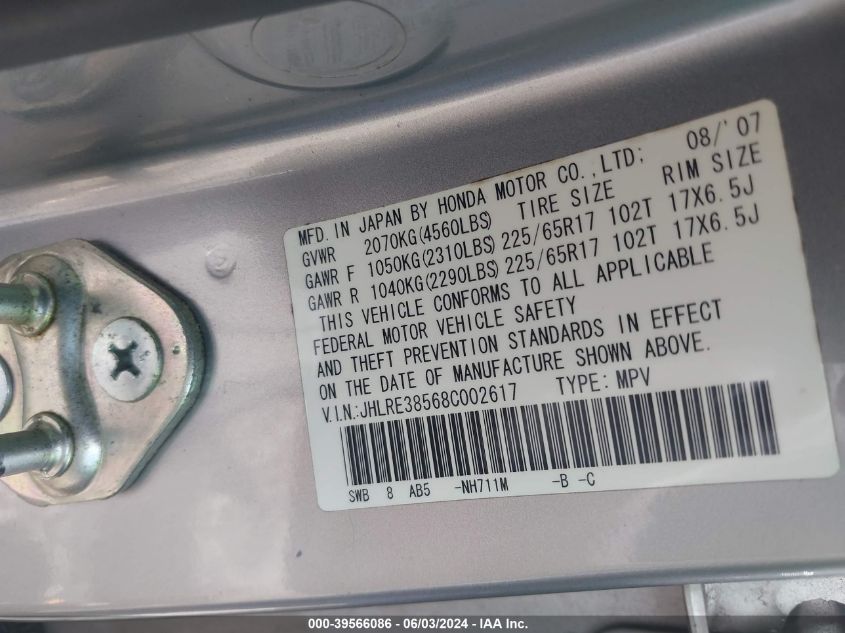 MFD. IN JAPAN BY HONDA MOTOR CO.,LTD; 08/'07
GVWR 2070KG(4560LBS) TIRE SIZE RIM SIZE
GAWR F 1050KG(2310LBS) 225/65R17 102T 17X6.5J
GAWR R 1040KG(2290LBS) 225/65R17 102T 17X6.5J
THIS VEHICLE CONFORMS TO ALL APPLICABLE
FEDERAL MOTOR VEHICLE SAFETY
AND THEFT PREVENTION STANDARDS IN EFFECT
ON THE DATE OF MANUFACTURE SHOWN ABOVE.
V.I.N.:JHLRE38568C002617 TYPE: MPV
SWB 8 AB5 -NH711M -B -C
000-39566086 - 06/03/2024 - IAA Inc.